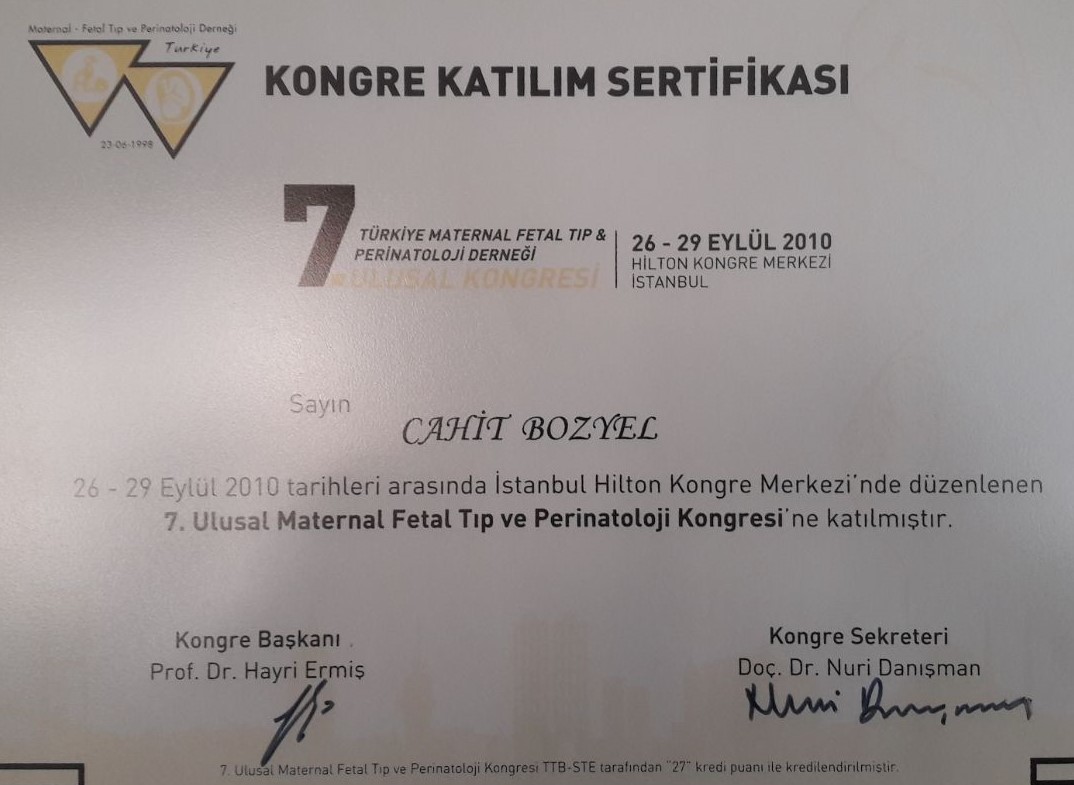 Maternal - Fetal Tıp ve Perinatoloji Derneği
Türkiye
23-06-1998
KONGRE KATILIM SERTİFİKASI
7
TÜRKİYE MATERNAL FETAL TIP &
PERİNATOLOJİ DERNEĞİ
ULUSAL KONGRESİ
26 - 29 EYLÜL 2010
HİLTON KONGRE MERKEZİ
İSTANBUL
Sayın
CAHİT BOZYEL
26 - 29 Eylül 2010 tarihleri arasında İstanbul Hilton Kongre Merkezi'nde düzenlenen
7. Ulusal Maternal Fetal Tıp ve Perinatoloji Kongresi'ne katılmıştır.
Kongre Başkanı
Prof. Dr. Hayri Ermiş
Kongre Sekreteri
Doç. Dr. Nuri Danışman
Nuri Danışman
7. Ulusal Maternal Fetal Tıp ve Perinatoloji Kongresi TTB-STE tarafından "27" kredi puanı ile kredilendirilmiştir.